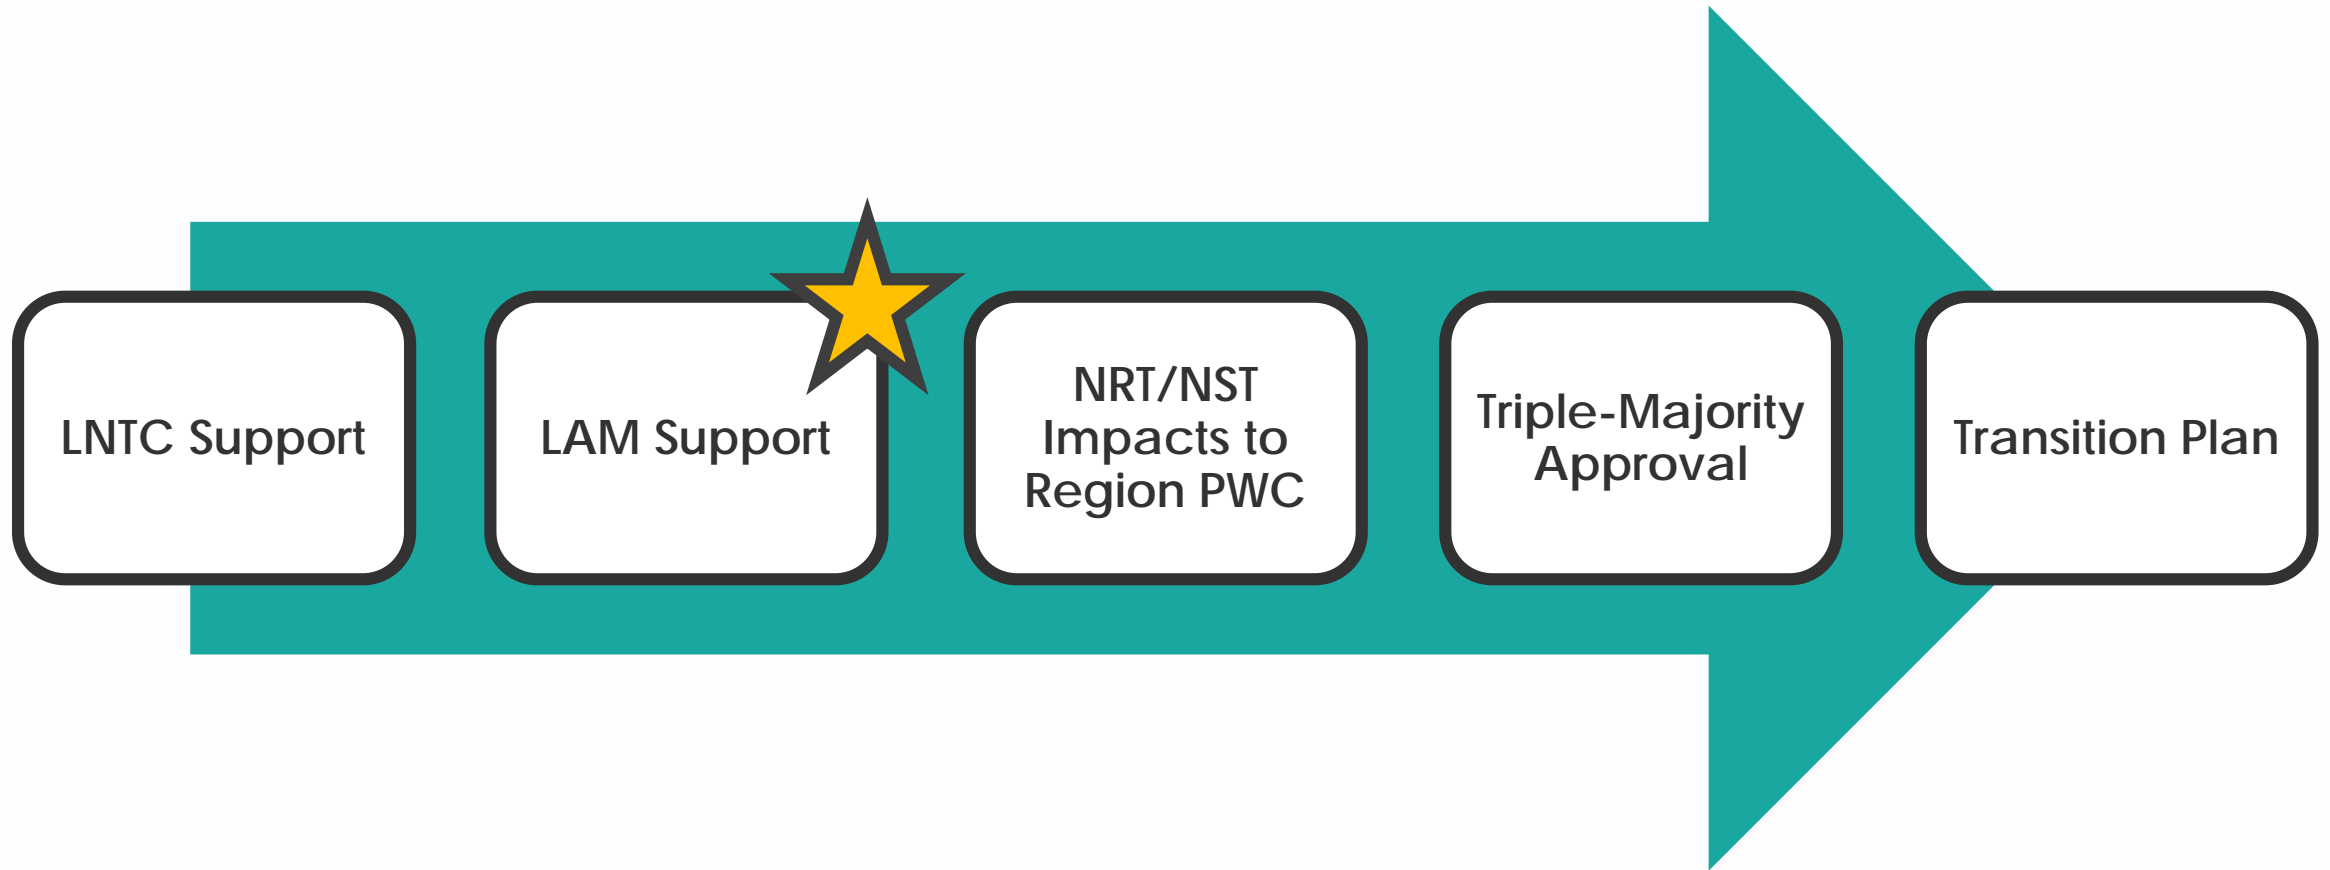 LNTC Support
LAM Support
NRT/NST
Impacts to
Region PWC
Triple-Majority
Approval
Transition Plan